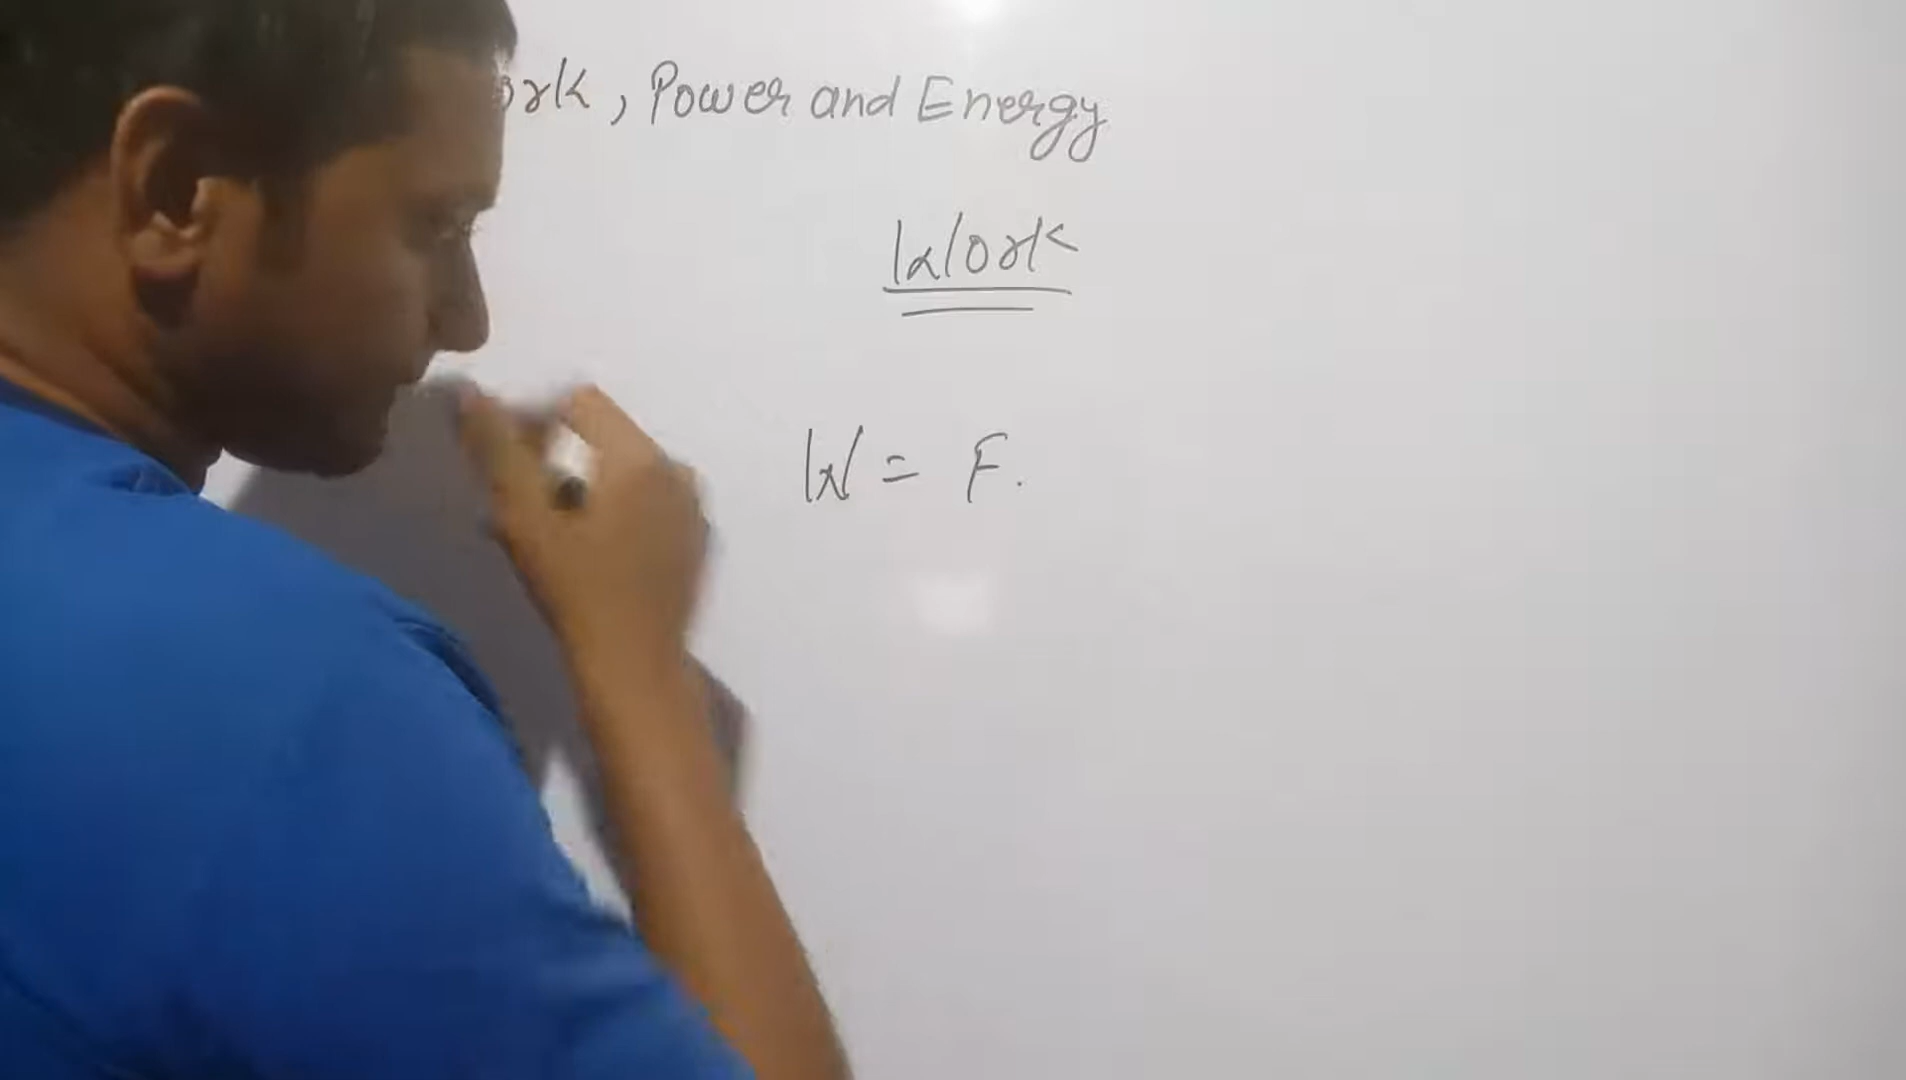 ork, Power and Energy
Work
W = F.